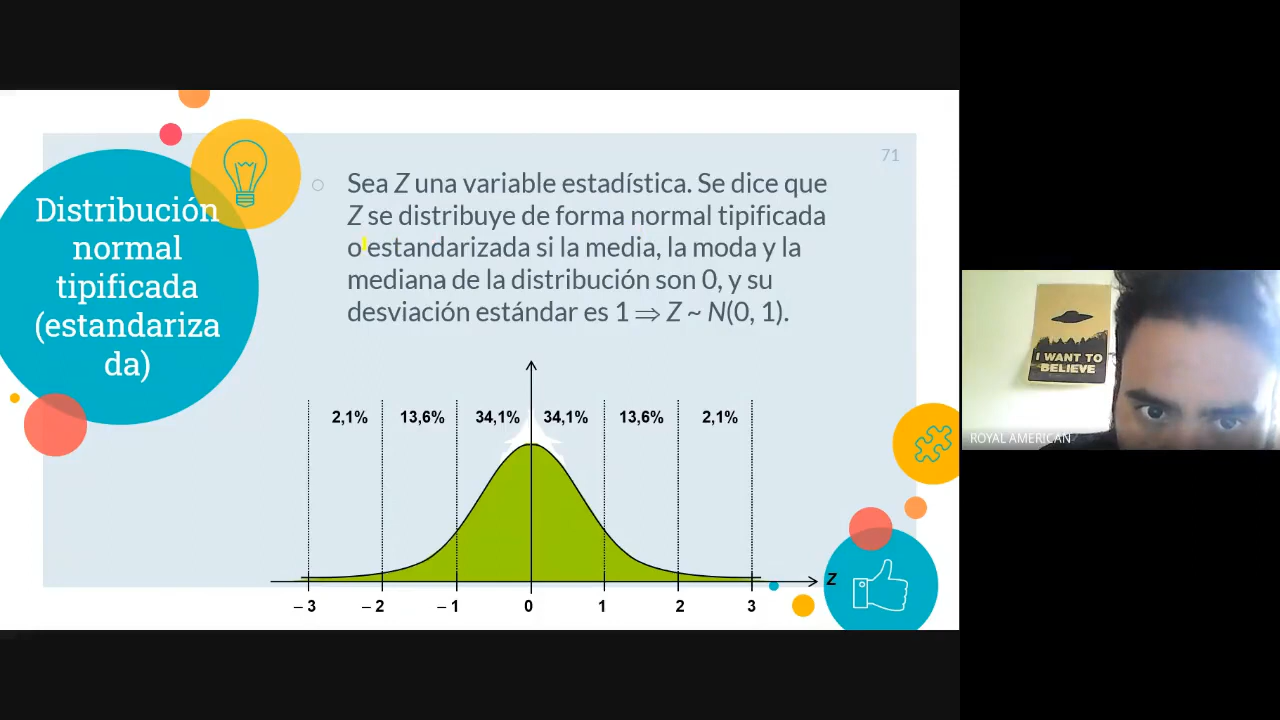 Distribución
normal
tipificada
(estandariza
da)
71
Sea Z una variable estadística. Se dice que
Z se distribuye de forma normal tipificada
o estandarizada si la media, la moda y la
mediana de la distribución son 0, y su
desviación estándar es 1 ⇒ Z ~ N(0, 1).
2,1% 13,6% 34,1% 34,1% 13,6% 2,1%
Z
– 3 – 2 – 1 0 1 2 3
I WANT TO
BELIEVE
ROYAL AMERICAN